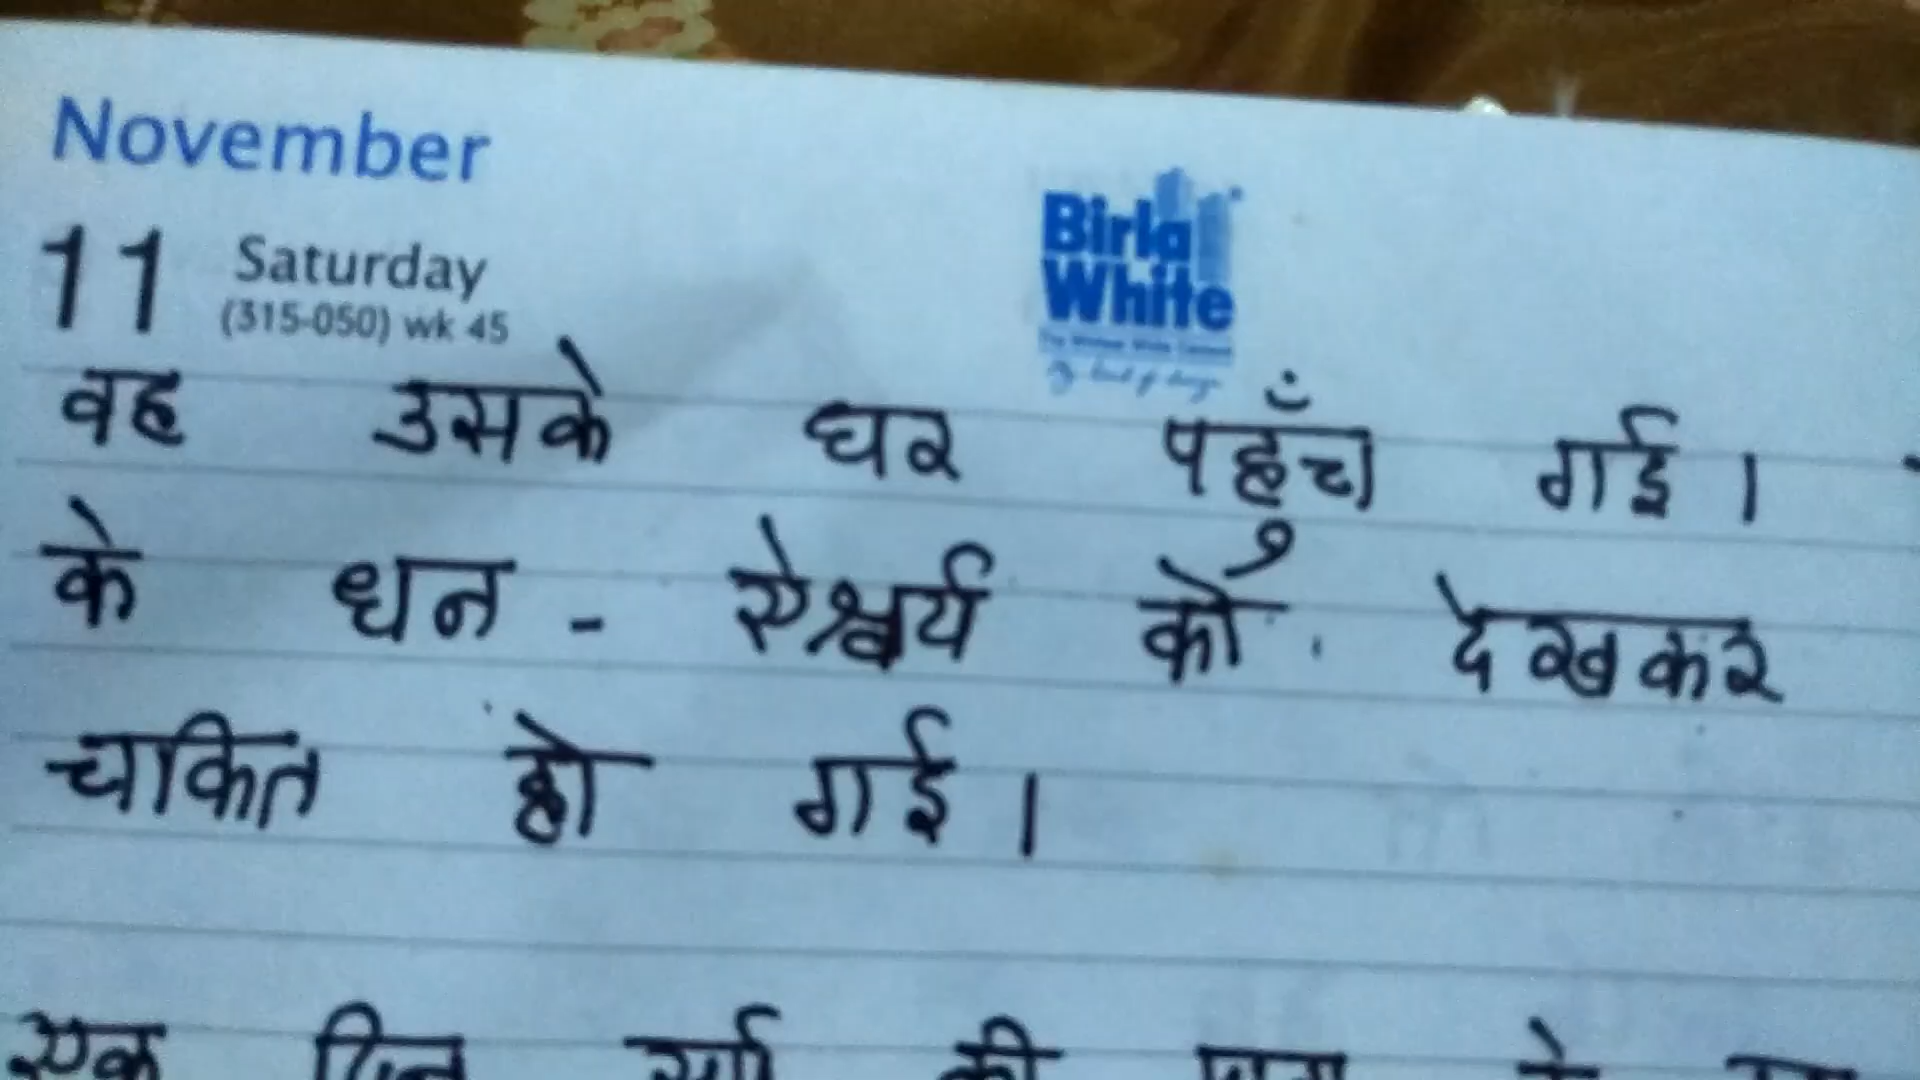 November
11 Saturday
(315-050) wk 45
Birla
White
वह उसके घर पहुँच गई ।
के धन - ऐश्वर्य को देखकर
चकित हो गई ।
एक दिन की